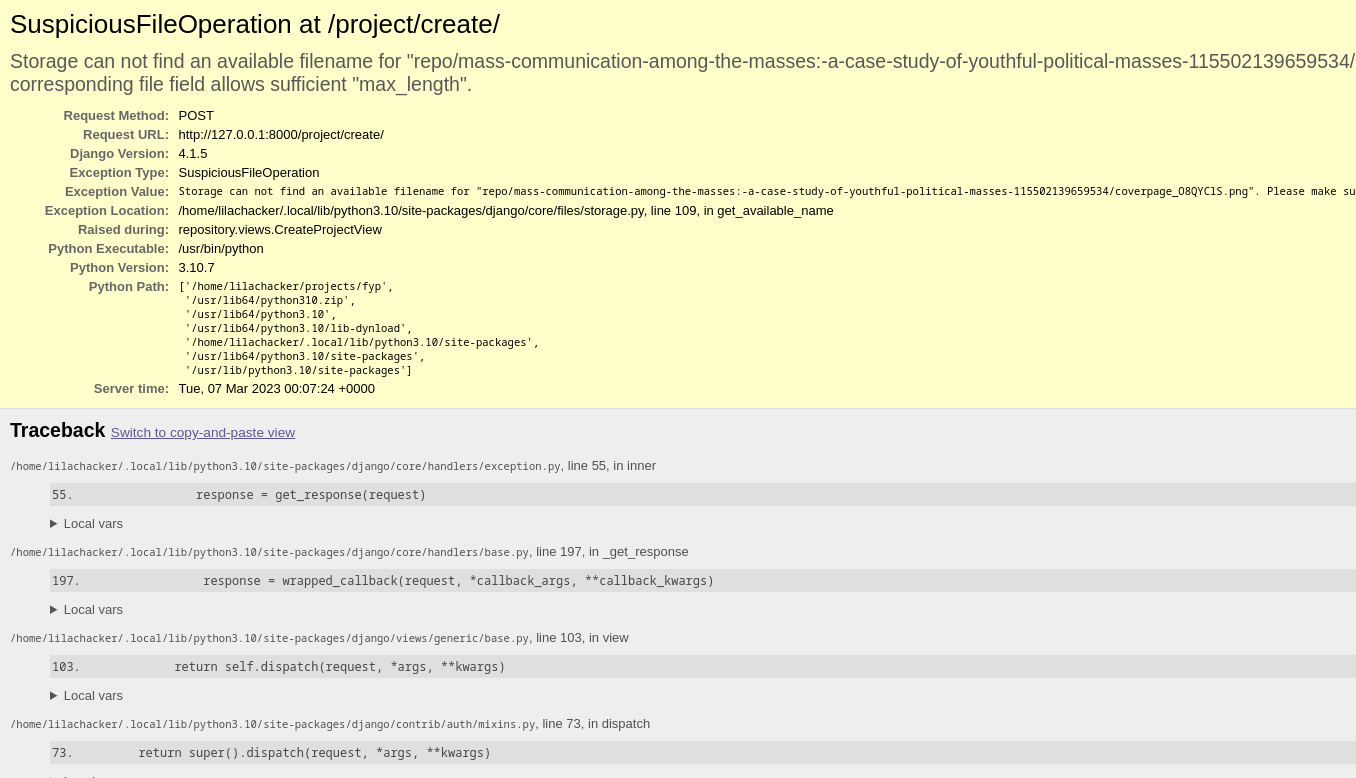 SuspiciousFileOperation at /project/create/
Storage can not find an available filename for "repo/mass-communication-among-the-masses:-a-case-study-of-youthful-political-masses-115502139659534/
corresponding file field allows sufficient "max_length".
Request Method: POST
Request URL: http://127.0.0.1:8000/project/create/
Django Version: 4.1.5
Exception Type: SuspiciousFileOperation
Exception Value: Storage can not find an available filename for "repo/mass-communication-among-the-masses:-a-case-study-of-youthful-political-masses-115502139659534/coverpage_O8QYClS.png". Please make su
Exception Location: /home/lilachacker/.local/lib/python3.10/site-packages/django/core/files/storage.py, line 109, in get_available_name
Raised during: repository.views.CreateProjectView
Python Executable: /usr/bin/python
Python Version: 3.10.7
Python Path: ['/home/lilachacker/projects/fyp',
'/usr/lib64/python310.zip',
'/usr/lib64/python3.10',
'/usr/lib64/python3.10/lib-dynload',
'/home/lilachacker/.local/lib/python3.10/site-packages',
'/usr/lib64/python3.10/site-packages',
'/usr/lib/python3.10/site-packages']
Server time: Tue, 07 Mar 2023 00:07:24 +0000
Traceback Switch to copy-and-paste view
/home/lilachacker/.local/lib/python3.10/site-packages/django/core/handlers/exception.py, line 55, in inner
55. response = get_response(request)
▶ Local vars
/home/lilachacker/.local/lib/python3.10/site-packages/django/core/handlers/base.py, line 197, in _get_response
197. response = wrapped_callback(request, *callback_args, **callback_kwargs)
▶ Local vars
/home/lilachacker/.local/lib/python3.10/site-packages/django/views/generic/base.py, line 103, in view
103. return self.dispatch(request, *args, **kwargs)
▶ Local vars
/home/lilachacker/.local/lib/python3.10/site-packages/django/contrib/auth/mixins.py, line 73, in dispatch
73. return super().dispatch(request, *args, **kwargs)